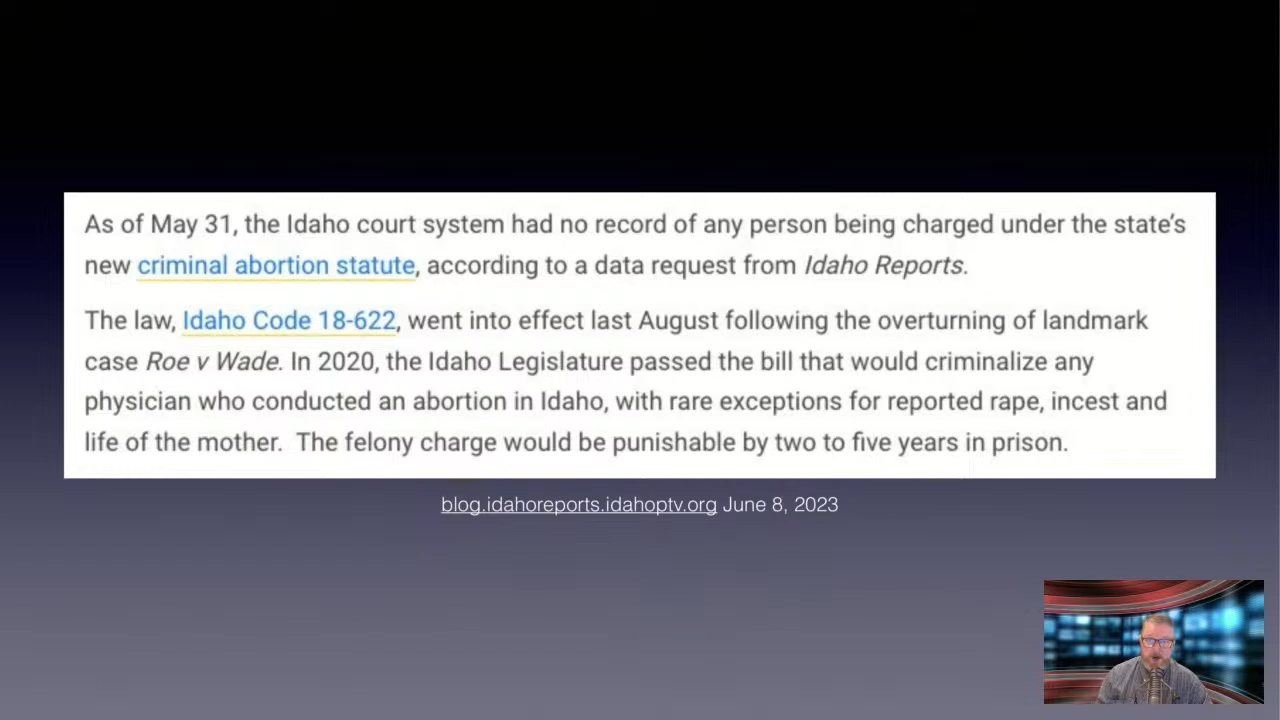 As of May 31, the Idaho court system had no record of any person being charged under the state’s
new criminal abortion statute, according to a data request from Idaho Reports.
The law, Idaho Code 18-622, went into effect last August following the overturning of landmark
case Roe v Wade. In 2020, the Idaho Legislature passed the bill that would criminalize any
physician who conducted an abortion in Idaho, with rare exceptions for reported rape, incest and
life of the mother.  The felony charge would be punishable by two to five years in prison.
blog.idahoreports.idahoptv.org June 8, 2023